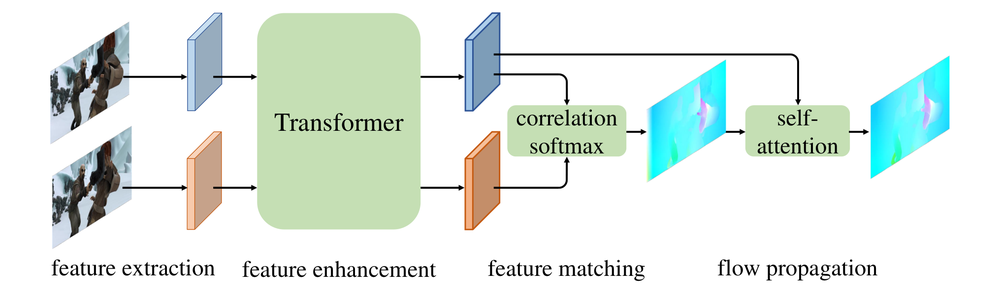 Transformer
correlation
softmax
self-
attention
feature extraction
feature enhancement
feature matching
flow propagation